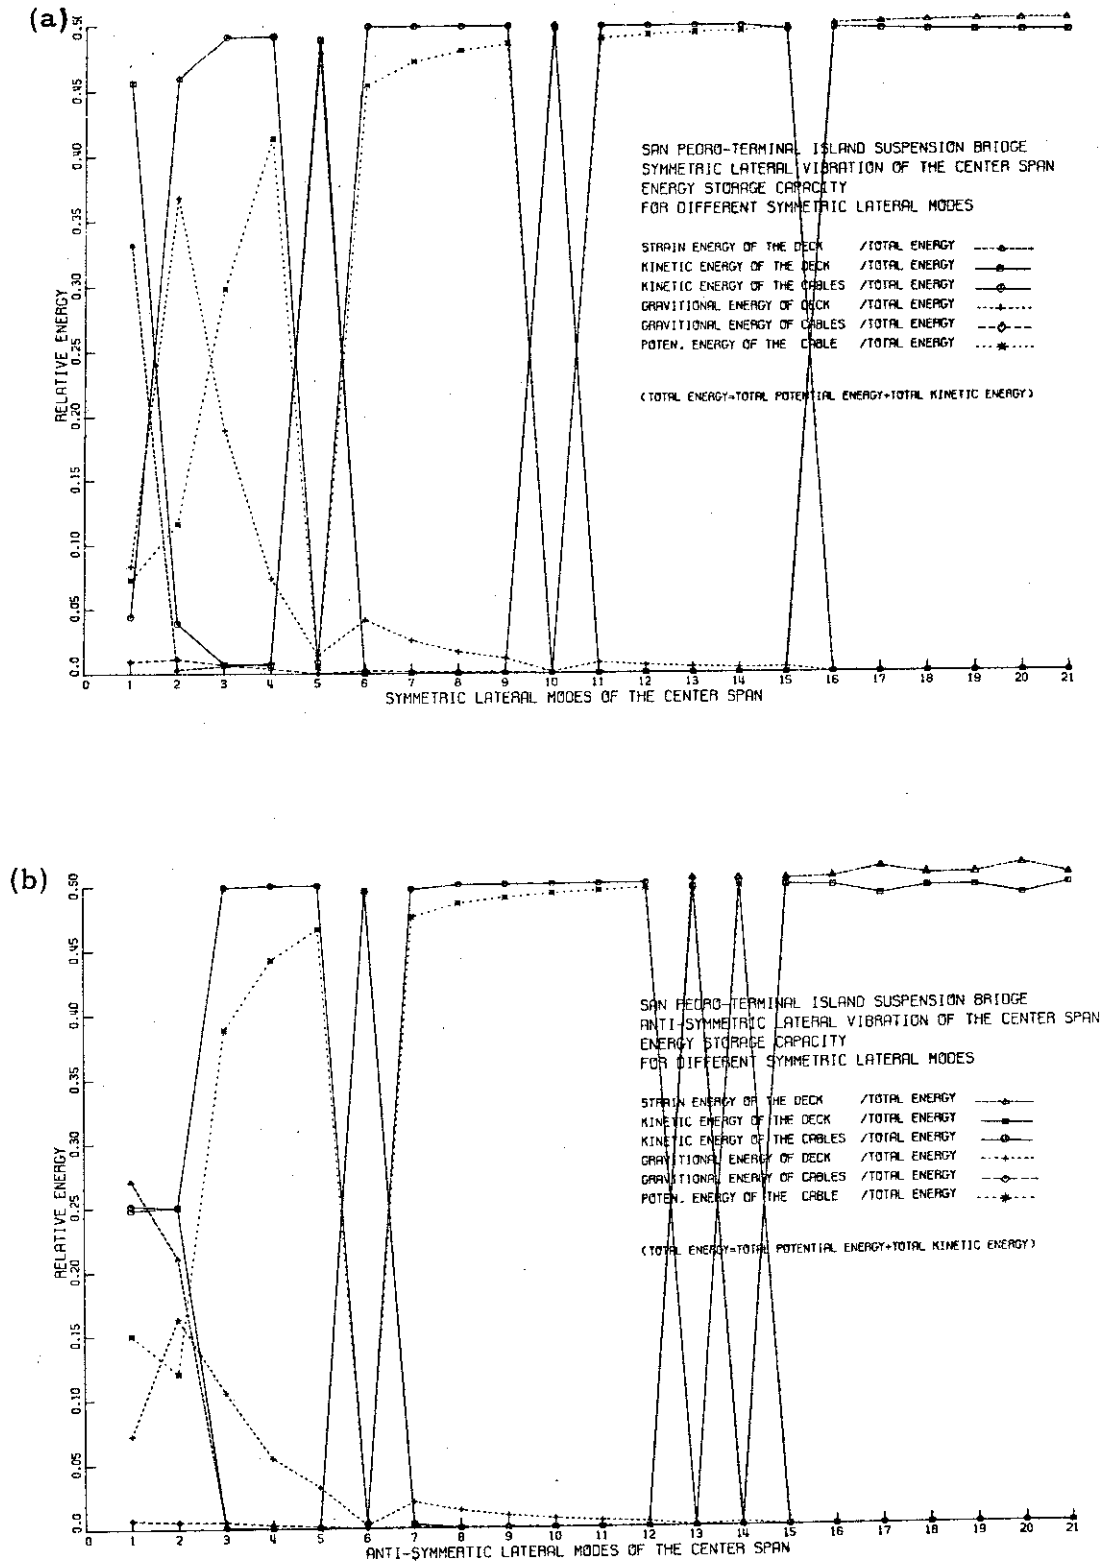 (a)
0.50
0.45
0.40
0.35
0.30
0.25
0.20
0.15
0.10
0.05
0.0
RELATIVE ENERGY
SAN PEDRO-TERMINAL ISLAND SUSPENSION BRIDGE
SYMMETRIC LATERAL VIBRATION OF THE CENTER SPAN
ENERGY STORAGE CAPACITY
FOR DIFFERENT SYMMETRIC LATERAL MODES
STRAIN ENERGY OF THE DECK /TOTAL ENERGY
KINETIC ENERGY OF THE DECK /TOTAL ENERGY
KINETIC ENERGY OF THE CABLES /TOTAL ENERGY
GRAVITIONAL ENERGY OF DECK /TOTAL ENERGY
GRAVITIONAL ENERGY OF CABLES /TOTAL ENERGY
POTEN. ENERGY OF THE CABLE /TOTAL ENERGY
(TOTAL ENERGY=TOTAL POTENTIAL ENERGY+TOTAL KINETIC ENERGY)
0 1 2 3 4 5 6 7 8 9 10 11 12 13 14 15 16 17 18 19 20 21
SYMMETRIC LATERAL MODES OF THE CENTER SPAN
(b)
0.50
0.45
0.40
0.35
0.30
0.25
0.20
0.15
0.10
0.05
0.0
RELATIVE ENERGY
SAN PEDRO-TERMINAL ISLAND SUSPENSION BRIDGE
ANTI-SYMMETRIC LATERAL VIBRATION OF THE CENTER SPAN
ENERGY STORAGE CAPACITY
FOR DIFFERENT SYMMETRIC LATERAL MODES
STRAIN ENERGY OF THE DECK /TOTAL ENERGY
KINETIC ENERGY OF THE DECK /TOTAL ENERGY
KINETIC ENERGY OF THE CABLES /TOTAL ENERGY
GRAVITIONAL ENERGY OF DECK /TOTAL ENERGY
GRAVITIONAL ENERGY OF CABLES /TOTAL ENERGY
POTEN. ENERGY OF THE CABLE /TOTAL ENERGY
(TOTAL ENERGY=TOTAL POTENTIAL ENERGY+TOTAL KINETIC ENERGY)
0 1 2 3 4 5 6 7 8 9 10 11 12 13 14 15 16 17 18 19 20 21
ANTI-SYMMERTIC LATERAL MODES OF THE CENTER SPAN